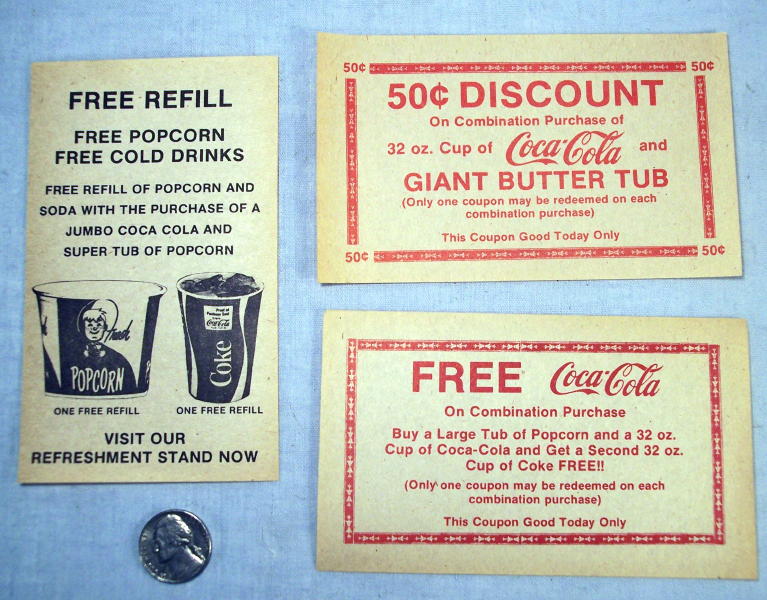 FREE REFILL
FREE POPCORN
FREE COLD DRINKS
FREE REFILL OF POPCORN AND
SODA WITH THE PURCHASE OF A
JUMBO COCA COLA AND
SUPER TUB OF POPCORN
Fresh
POPCORN
Coca-Cola
Coke
ONE FREE REFILL
ONE FREE REFILL
VISIT OUR
REFRESHMENT STAND NOW
50¢ 50¢
50¢ DISCOUNT
On Combination Purchase of
32 oz. Cup of Coca-Cola and
GIANT BUTTER TUB
(Only one coupon may be redeemed on each
combination purchase)
This Coupon Good Today Only
50¢ 50¢
FREE Coca-Cola
On Combination Purchase
Buy a Large Tub of Popcorn and a 32 oz.
Cup of Coca-Cola and Get a Second 32 oz.
Cup of Coke FREE!!
(Only one coupon may be redeemed on each
combination purchase)
This Coupon Good Today Only